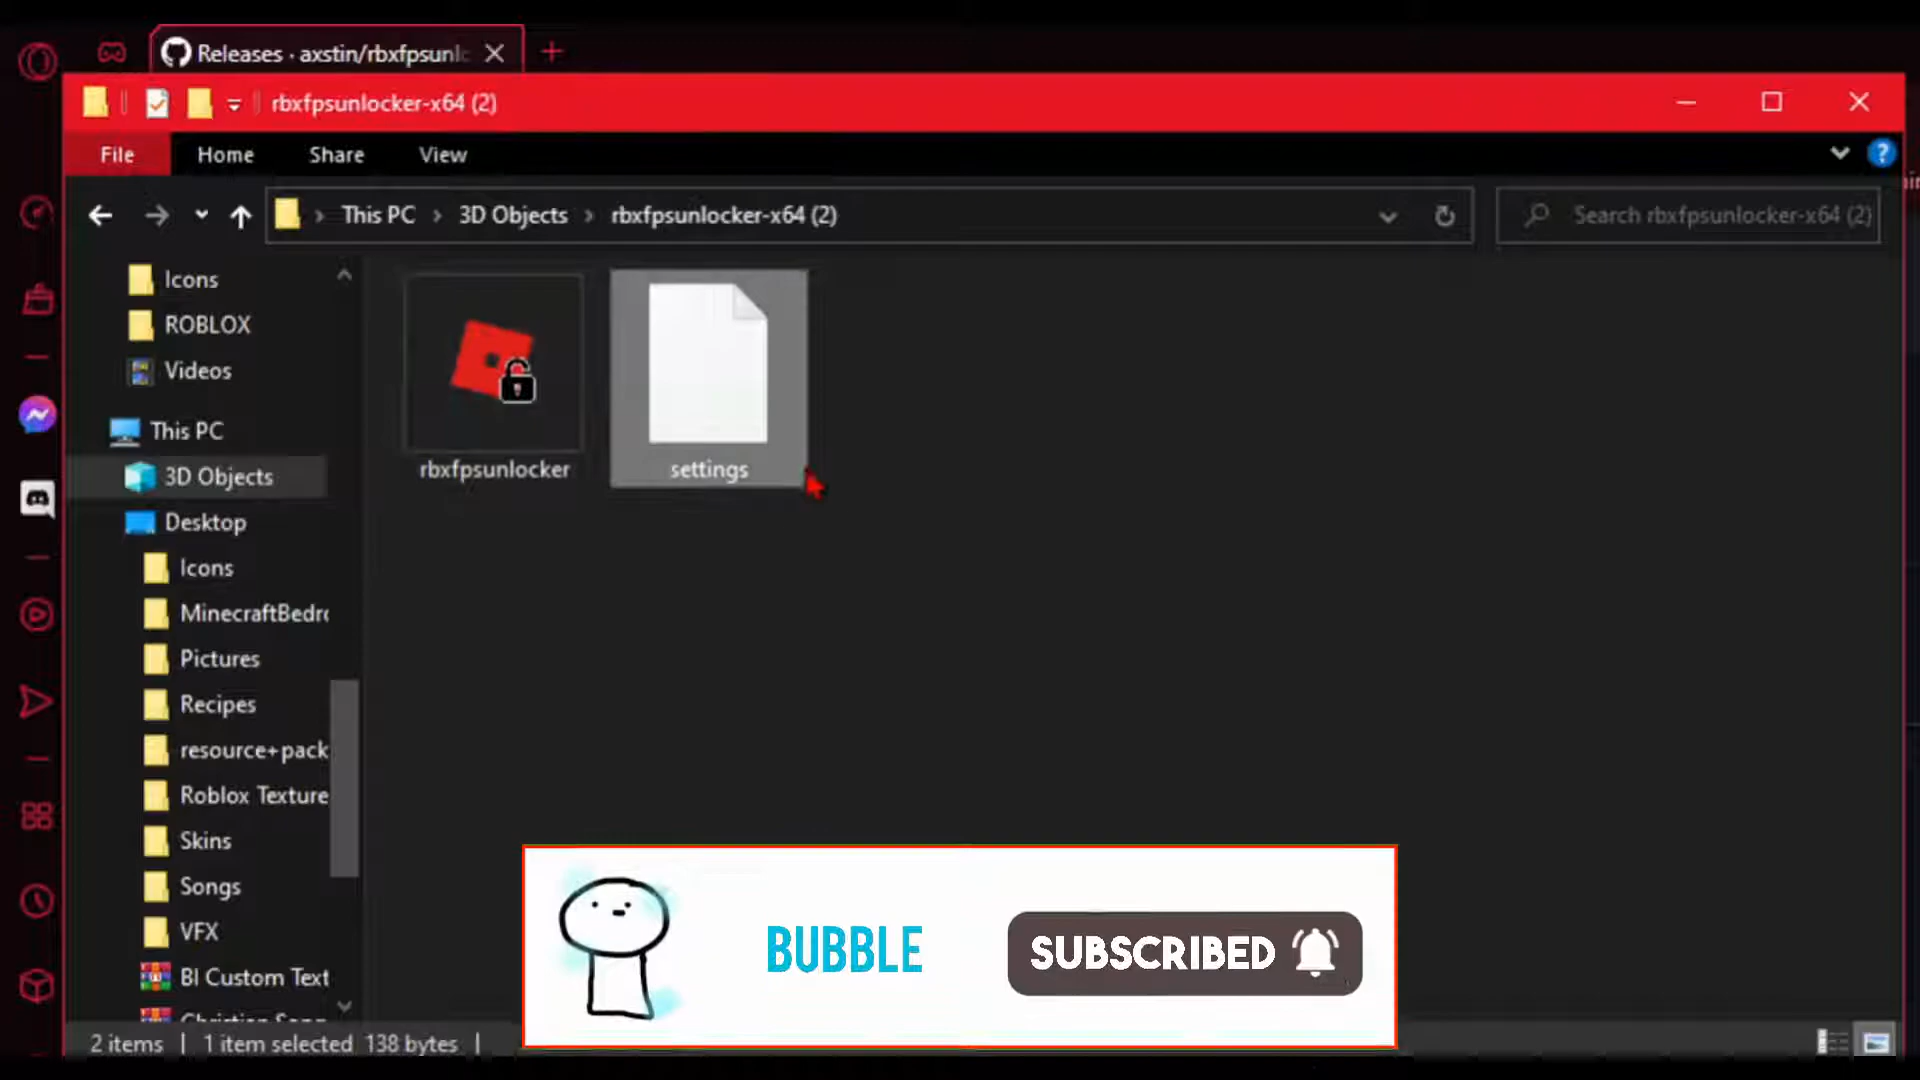 Releases · axstin/rbxfpsunlo
rbxfpsunlocker-x64 (2)
File Home Share View
This PC 3D Objects rbxfpsunlocker-x64 (2)
Search rbxfpsunlocker-x64 (2)
Icons
ROBLOX
Videos
This PC
3D Objects
Desktop
Icons
MinecraftBedro
Pictures
Recipes
resource+pack
Roblox Texture
Skins
Songs
VFX
BI Custom Text
rbxfpsunlocker
settings
BUBBLE
SUBSCRIBED
2 items | 1 item selected 138 bytes |